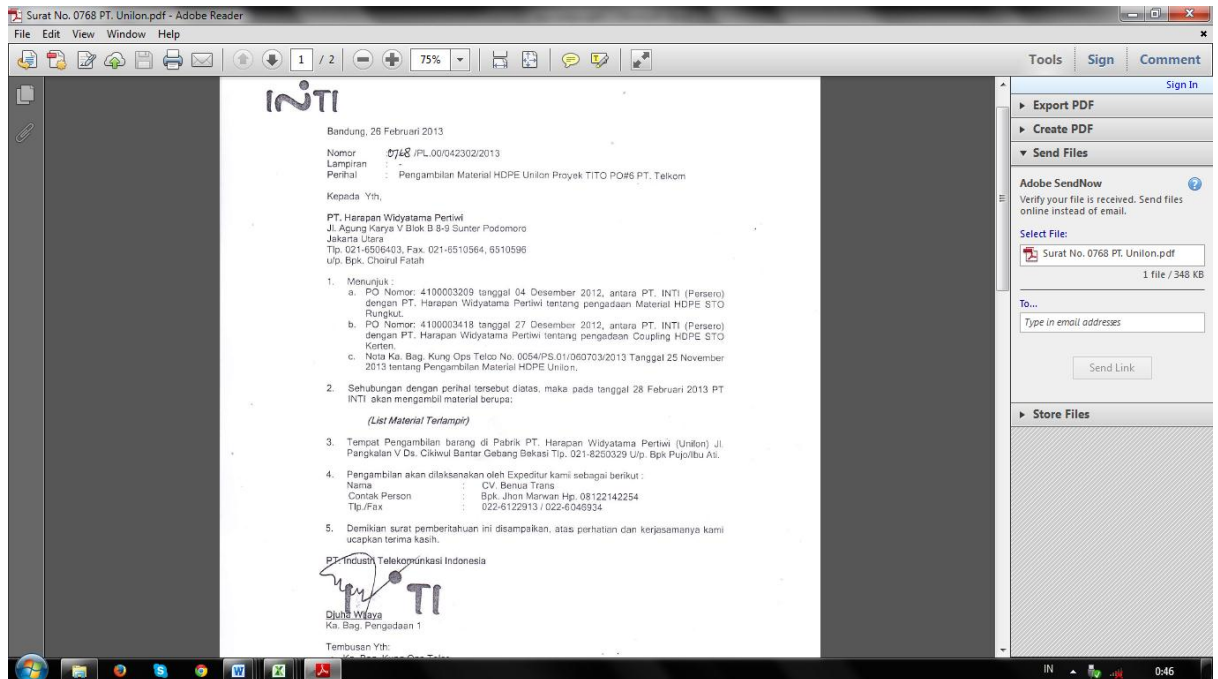 Surat No. 0768 PT. Unilon.pdf - Adobe Reader
File Edit View Window Help
1 / 2 75% Tools Sign Comment
Sign In
Export PDF
Create PDF
Send Files
Adobe SendNow
Verify your file is received. Send files
online instead of email.
Select File:
Surat No. 0768 PT. Unilon.pdf
1 file / 348 KB
To...
Type in email addresses
Send Link
Store Files
INTI
Bandung, 26 Februari 2013
Nomor : 0768 /PL.00/042302/2013
Lampiran : -
Perihal : Pengambilan Material HDPE Unilon Proyek TITO PO#6 PT. Telkom
Kepada Yth,
PT. Harapan Widyatama Pertiwi
Jl. Agung Karya V Blok B 8-9 Sunter Podomoro
Jakarta Utara
Tlp. 021-6506403, Fax. 021-6510564, 6510596
u/p. Bpk. Choirul Fatah
1. Menunjuk :
a. PO Nomor: 4100003209 tanggal 04 Desember 2012, antara PT. INTI (Persero)
dengan PT. Harapan Widyatama Pertiwi tentang pengadaan Material HDPE STO
Rungkut.
b. PO Nomor: 4100003418 tanggal 27 Desember 2012, antara PT. INTI (Persero)
dengan PT. Harapan Widyatama Pertiwi tentang pengadaan Coupling HDPE STO
Kerten.
c. Nota Ka. Bag. Kung Ops Telco No. 0054/PS.01/060703/2013 Tanggal 25 November
2013 tentang Pengambilan Material HDPE Unilon.
2. Sehubungan dengan perihal tersebut diatas, maka pada tanggal 28 Februari 2013 PT
INTI akan mengambil material berupa:
(List Material Terlampir)
3. Tempat Pengambilan barang di Pabrik PT. Harapan Widyatama Pertiwi (Unilon) Jl.
Pangkalan V Ds. Cikiwul Bantar Gebang Bekasi Tlp. 021-8250329 U/p. Bpk Pujo/Ibu Ati.
4. Pengambilan akan dilaksanakan oleh Expeditur kami sebagai berikut :
Nama : CV. Benua Trans
Contak Person : Bpk. Jhon Marwan Hp. 08122142254
Tlp./Fax : 022-6122913 / 022-6046934
5. Demikian surat pemberitahuan ini disampaikan, atas perhatian dan kerjasamanya kami
ucapkan terima kasih.
PT. Industri Telekomunkasi Indonesia
Djuha Wijaya
Ka. Bag. Pengadaan 1
Tembusan Yth:
Ka. Bag. Kung Ops Telco
IN 0:46